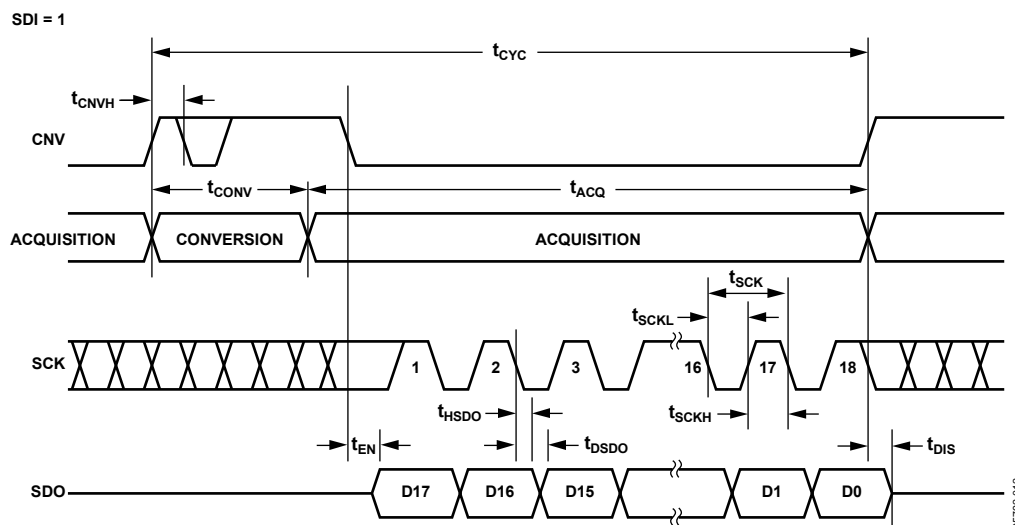 SDI = 1
tCYC
tCNVH
CNV
tCONV
tACQ
ACQUISITION
CONVERSION
ACQUISITION
tSCK
tSCKL
SCK
1
2
3
16
17
18
tHSDO
tSCKH
tEN
tDSDO
tDIS
SDO
D17
D16
D15
D1
D0